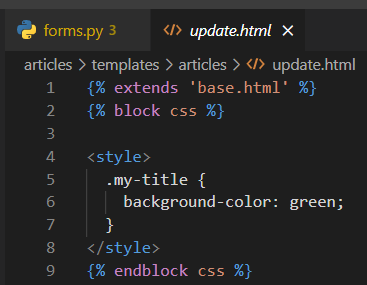 forms.py 3
</> update.html ×
articles > templates > articles > </> update.html
1 {% extends 'base.html' %}
2 {% block css %}
3
4 <style>
5 .my-title {
6 background-color: green;
7 }
8 </style>
9 {% endblock css %}